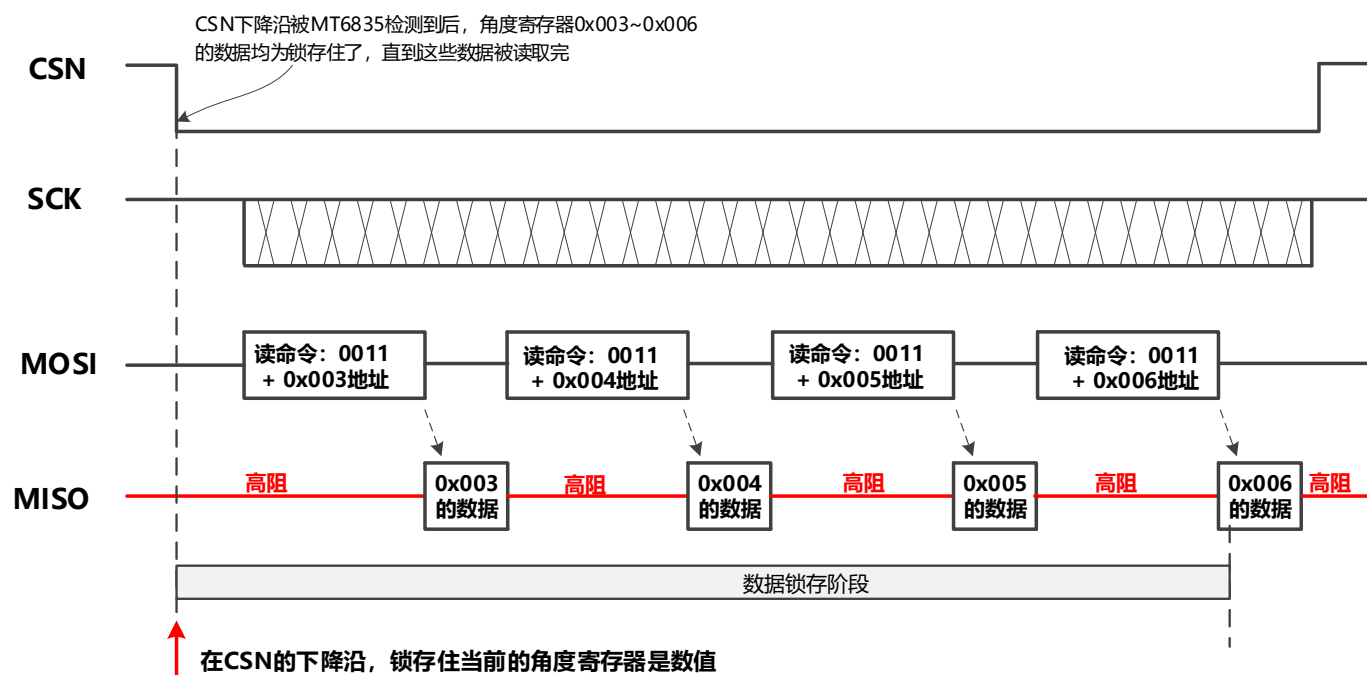 CSN下降沿被MT6835检测到后，角度寄存器0x003~0x006
的数据均为锁存住了，直到这些数据被读取完
CSN
SCK
MOSI
读命令：0011
+ 0x003地址
读命令：0011
+ 0x004地址
读命令：0011
+ 0x005地址
读命令：0011
+ 0x006地址
MISO
高阻
0x003
的数据
高阻
0x004
的数据
高阻
0x005
的数据
高阻
0x006
的数据
高阻
数据锁存阶段
在CSN的下降沿，锁存住当前的角度寄存器是数值